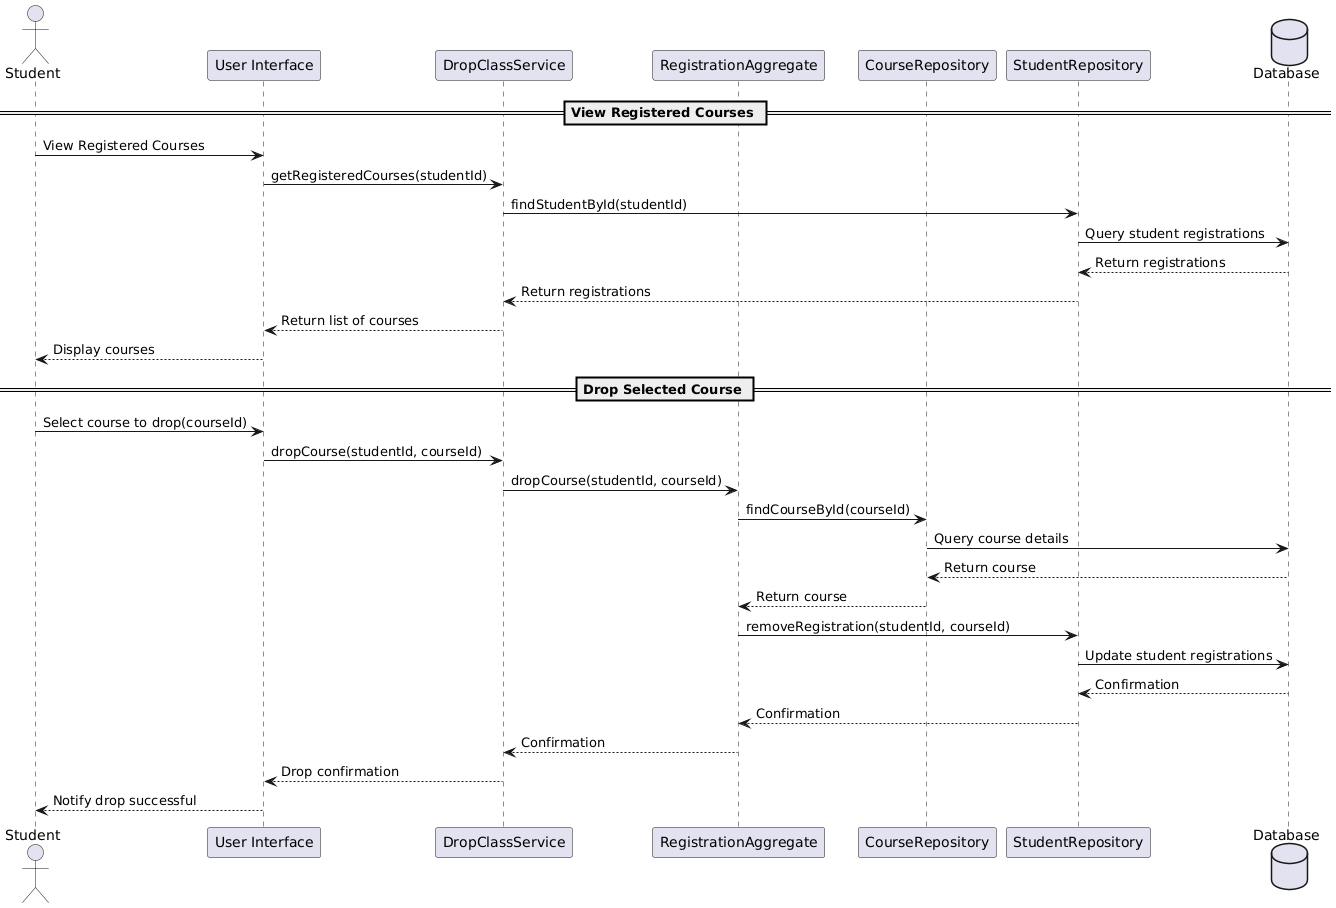 Student
User Interface
DropClassService
RegistrationAggregate
CourseRepository
StudentRepository
Database
View Registered Courses
View Registered Courses
getRegisteredCourses(studentId)
findStudentById(studentId)
Query student registrations
Return registrations
Return registrations
Return list of courses
Display courses
Drop Selected Course
Select course to drop(courseId)
dropCourse(studentId, courseId)
dropCourse(studentId, courseId)
findCourseById(courseId)
Query course details
Return course
Return course
removeRegistration(studentId, courseId)
Update student registrations
Confirmation
Confirmation
Confirmation
Drop confirmation
Notify drop successful
Student
User Interface
DropClassService
RegistrationAggregate
CourseRepository
StudentRepository
Database